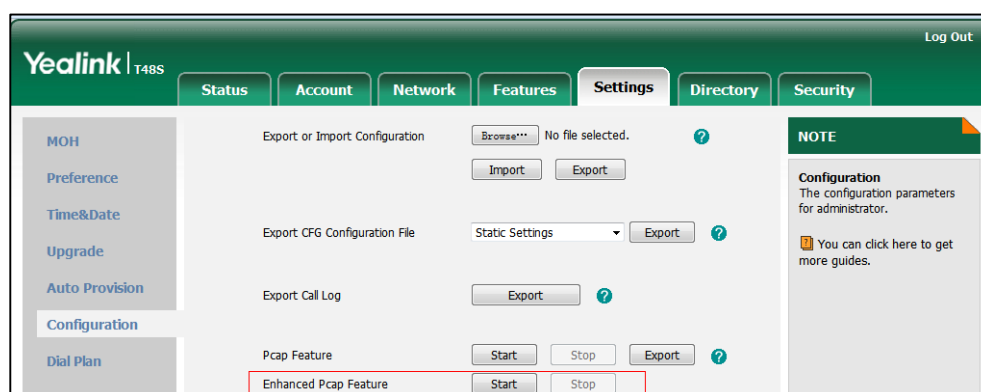 Log Out
Yealink | T48S
Status Account Network Features Settings Directory Security
MOH
Preference
Time&Date
Upgrade
Auto Provision
Configuration
Dial Plan
Export or Import Configuration Browse... No file selected. ?
Import Export
Export CFG Configuration File Static Settings Export ?
Export Call Log Export ?
Pcap Feature Start Stop Export ?
Enhanced Pcap Feature Start Stop
NOTE
Configuration
The configuration parameters
for administrator.
? You can click here to get
more guides.